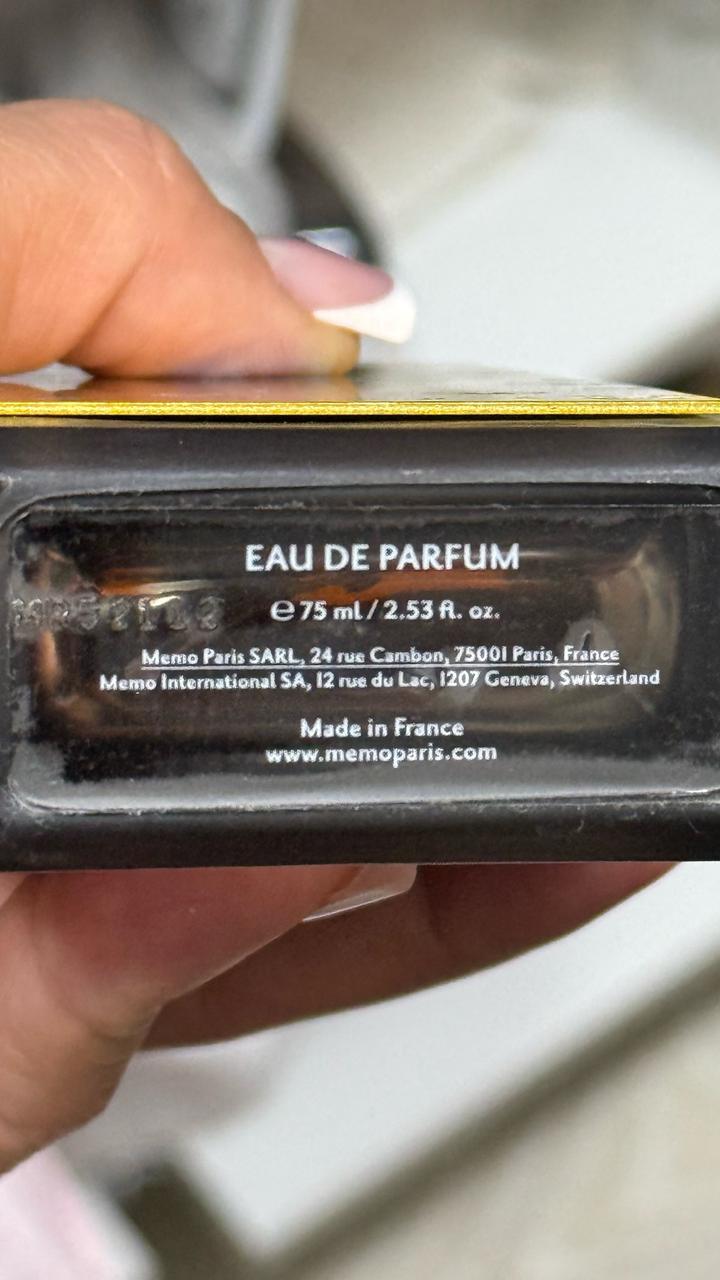 EAU DE PARFUM
℮ 75 ml / 2.53 fl. oz.
Memo Paris SARL, 24 rue Cambon, 75001 Paris, France
Memo International SA, 12 rue du Lac, 1207 Geneva, Switzerland
Made in France
www.memoparis.com